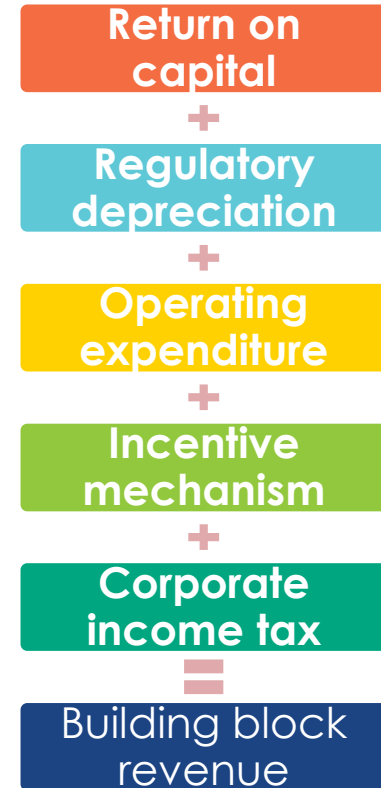 Return on
capital
+
Regulatory
depreciation
+
Operating
expenditure
+
Incentive
mechanism
+
Corporate
income tax
=
Building block
revenue